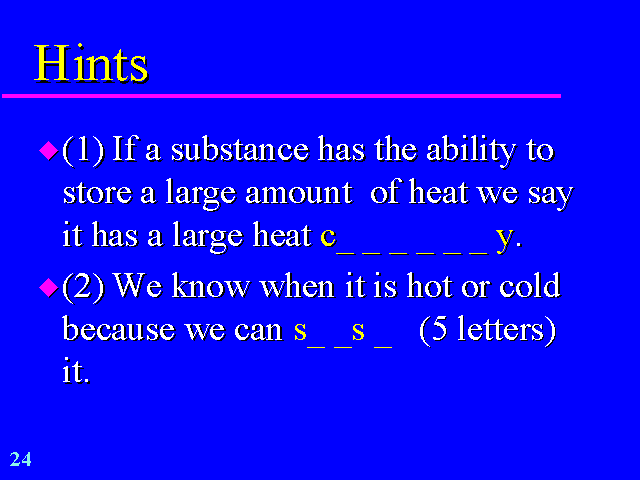 Hints
(1) If a substance has the ability to
store a large amount of heat we say
it has a large heat c_ _ _ _ _ _ y.
(2) We know when it is hot or cold
because we can s_ _s _ (5 letters)
it.
24